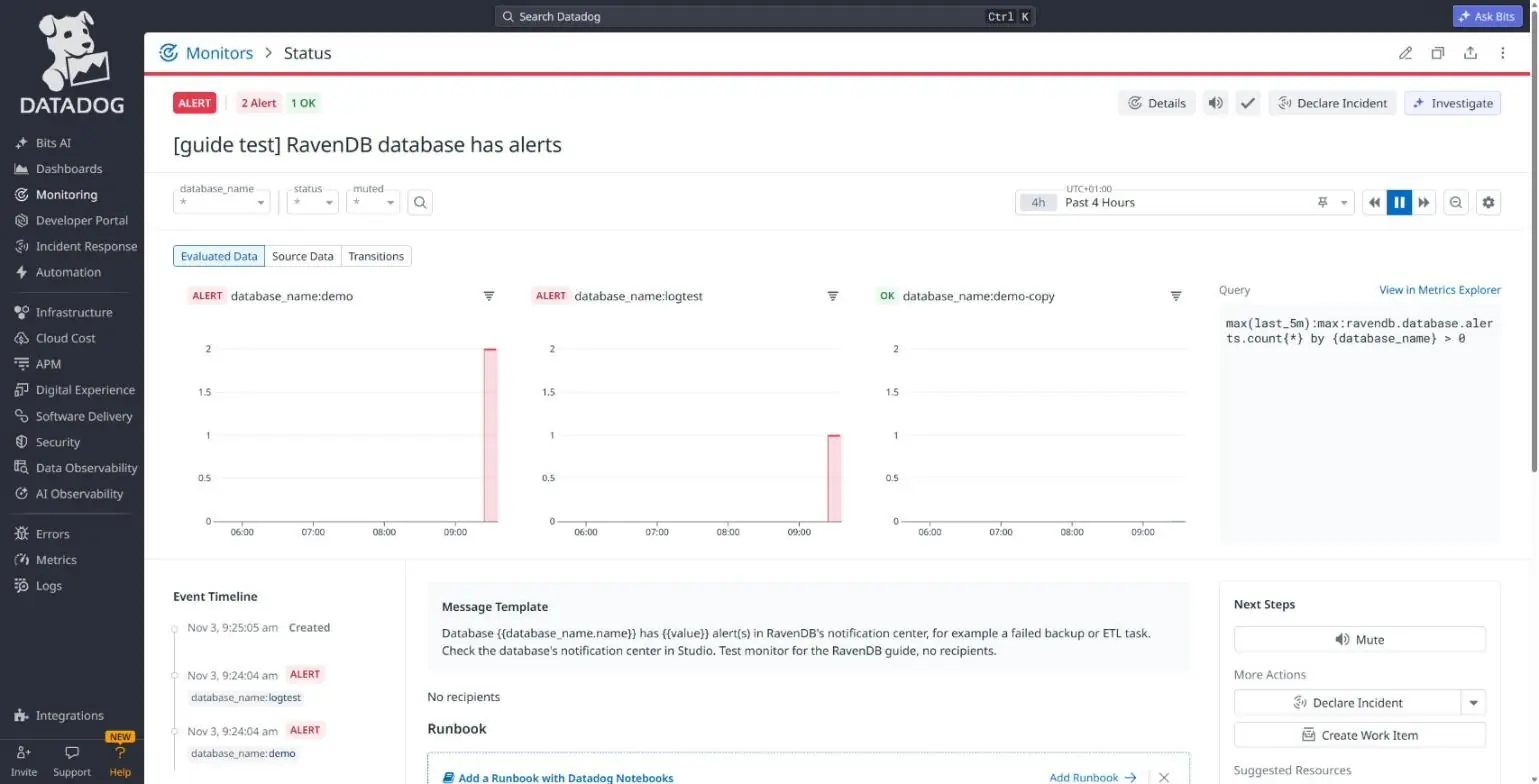 Search Datadog
Ctrl K
Ask Bits
DATADOG
Bits AI
Dashboards
Monitoring
Developer Portal
Incident Response
Automation
Infrastructure
Cloud Cost
APM
Digital Experience
Software Delivery
Security
Data Observability
AI Observability
Errors
Metrics
Logs
Integrations
NEW
Invite
Support
Help
Monitors > Status
ALERT
2 Alert
1 OK
Details
Declare Incident
Investigate
[guide test] RavenDB database has alerts
database_name
*
status
*
muted
*
UTC+01:00
4h
Past 4 Hours
Evaluated Data
Source Data
Transitions
ALERT database_name:demo
2
1.5
1
0.5
0
06:00 07:00 08:00 09:00
ALERT database_name:logtest
2
1.5
1
0.5
0
06:00 07:00 08:00 09:00
OK database_name:demo-copy
2
1.5
1
0.5
0
06:00 07:00 08:00 09:00
Query
View in Metrics Explorer
max(last_5m):max:ravendb.database.aler
ts.count{*} by {database_name} > 0
Event Timeline
Nov 3, 9:25:05 am Created
Nov 3, 9:24:04 am ALERT
database_name:logtest
Nov 3, 9:24:04 am ALERT
database_name:demo
Message Template
Database {{database_name.name}} has {{value}} alert(s) in RavenDB's notification center, for example a failed backup or ETL task.
Check the database's notification center in Studio. Test monitor for the RavenDB guide, no recipients.
No recipients
Runbook
Add a Runbook with Datadog Notebooks
Add Runbook
Next Steps
Mute
More Actions
Declare Incident
Create Work Item
Suggested Resources